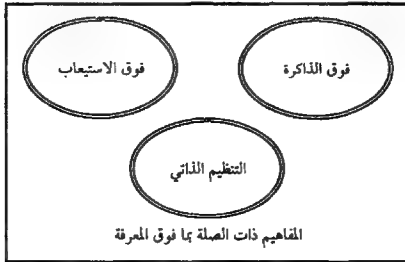 فوق الذاكرة
فوق الاستيعاب
التنظيم الذاتي
المفاهيم ذات الصلة بما فوق المعرفة